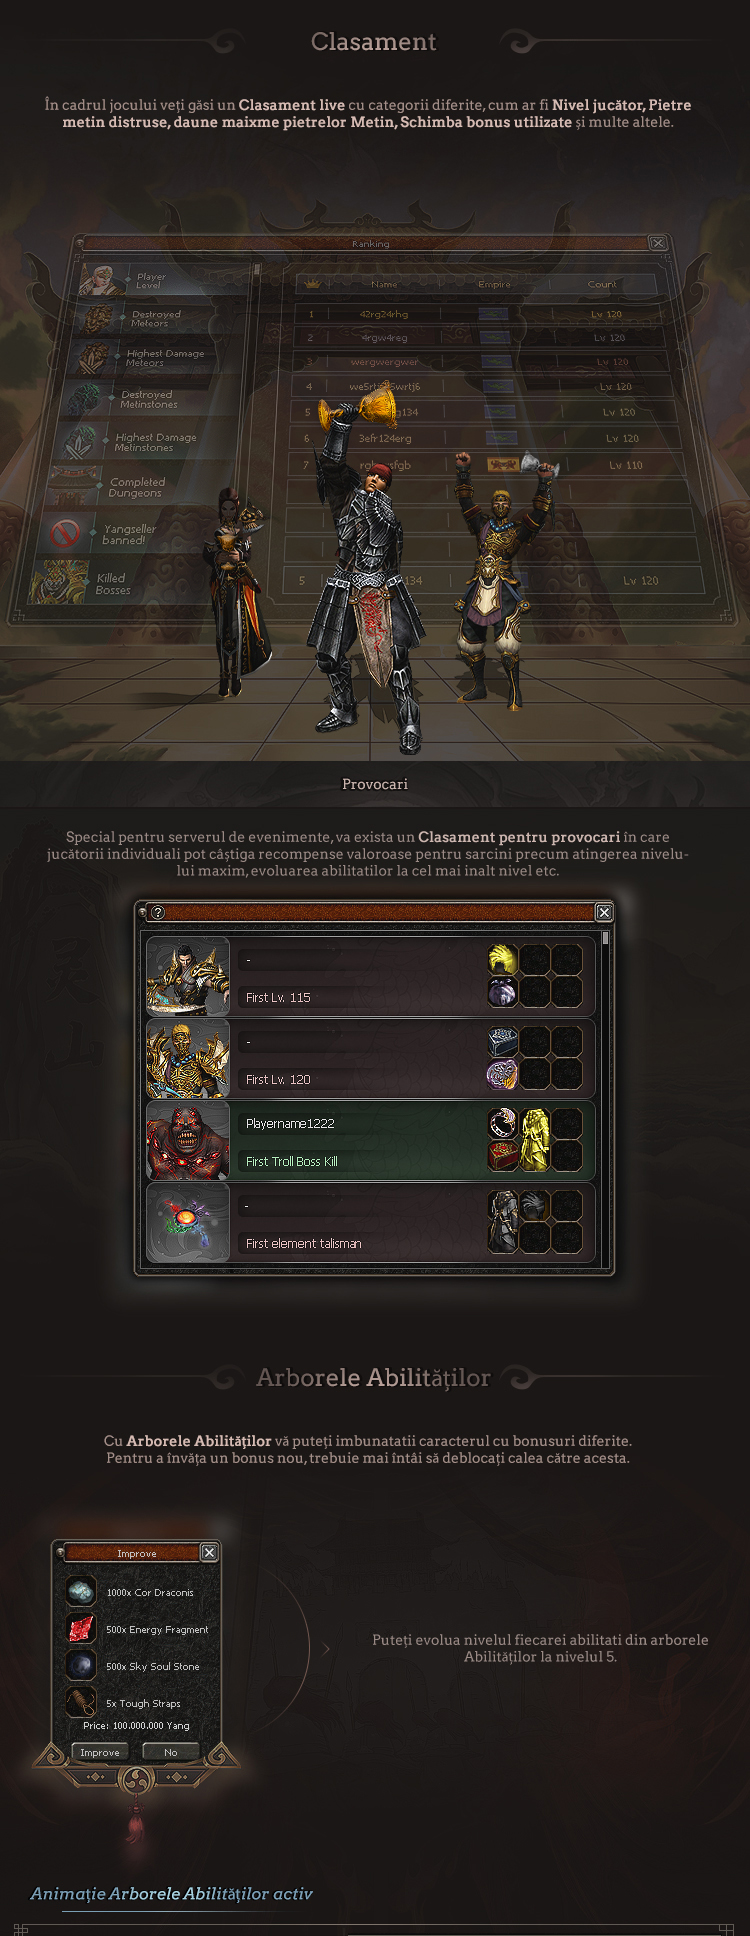 Clasament
În cadrul jocului veți găsi un Clasament live cu categorii diferite, cum ar fi Nivel jucător, Pietre
metin distruse, daune maixme pietrelor Metin, Schimba bonus utilizate și multe altele.
Ranking
Player
Level
Destroyed
Meteors
Highest Damage
Meteors
Destroyed
Metinstones
Highest Damage
Metinstones
Completed
Dungeons
Yangseller
banned!
Killed
Bosses
Name Empire Count
1 42rg24rhg Lv 120
2 4rgw4reg Lv 120
3 wergwergwer Lv 120
4 Lv 120
5 Lv 120
6 3efr124erg Lv 120
7 Lv 110
5 Lv 120
Provocari
Special pentru serverul de evenimente, va exista un Clasament pentru provocari în care
jucătorii individuali pot câștiga recompense valoroase pentru sarcini precum atingerea nivelu-
lui maxim, evoluarea abilitatilor la cel mai inalt nivel etc.
?
-
First Lv. 115
-
First Lv. 120
Playername1222
First Troll Boss Kill
-
First element talisman
Arborele Abilităților
Cu Arborele Abilităților vă puteți imbunatatii caracterul cu bonusuri diferite.
Pentru a învăța un bonus nou, trebuie mai întâi să deblocați calea către acesta.
Improve
1000x Cor Draconis
500x Energy Fragment
500x Sky Soul Stone
5x Tough Straps
Price: 100.000.000 Yang
Improve No
Puteți evolua nivelul fiecarei abilitati din arborele
Abilităților la nivelul 5.
Animație Arborele Abilităților activ